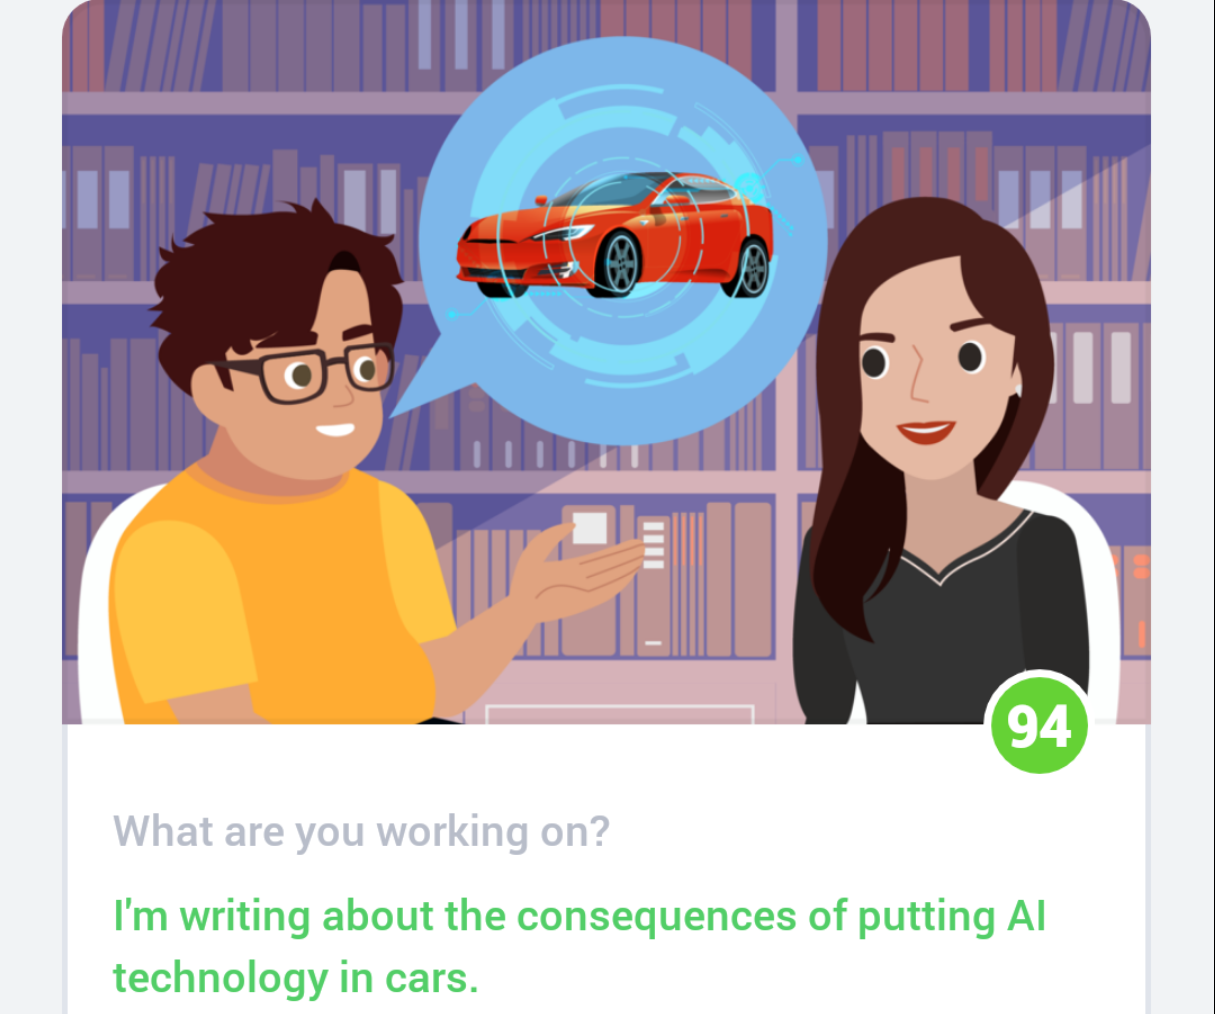 94
What are you working on?
I'm writing about the consequences of putting AI
technology in cars.